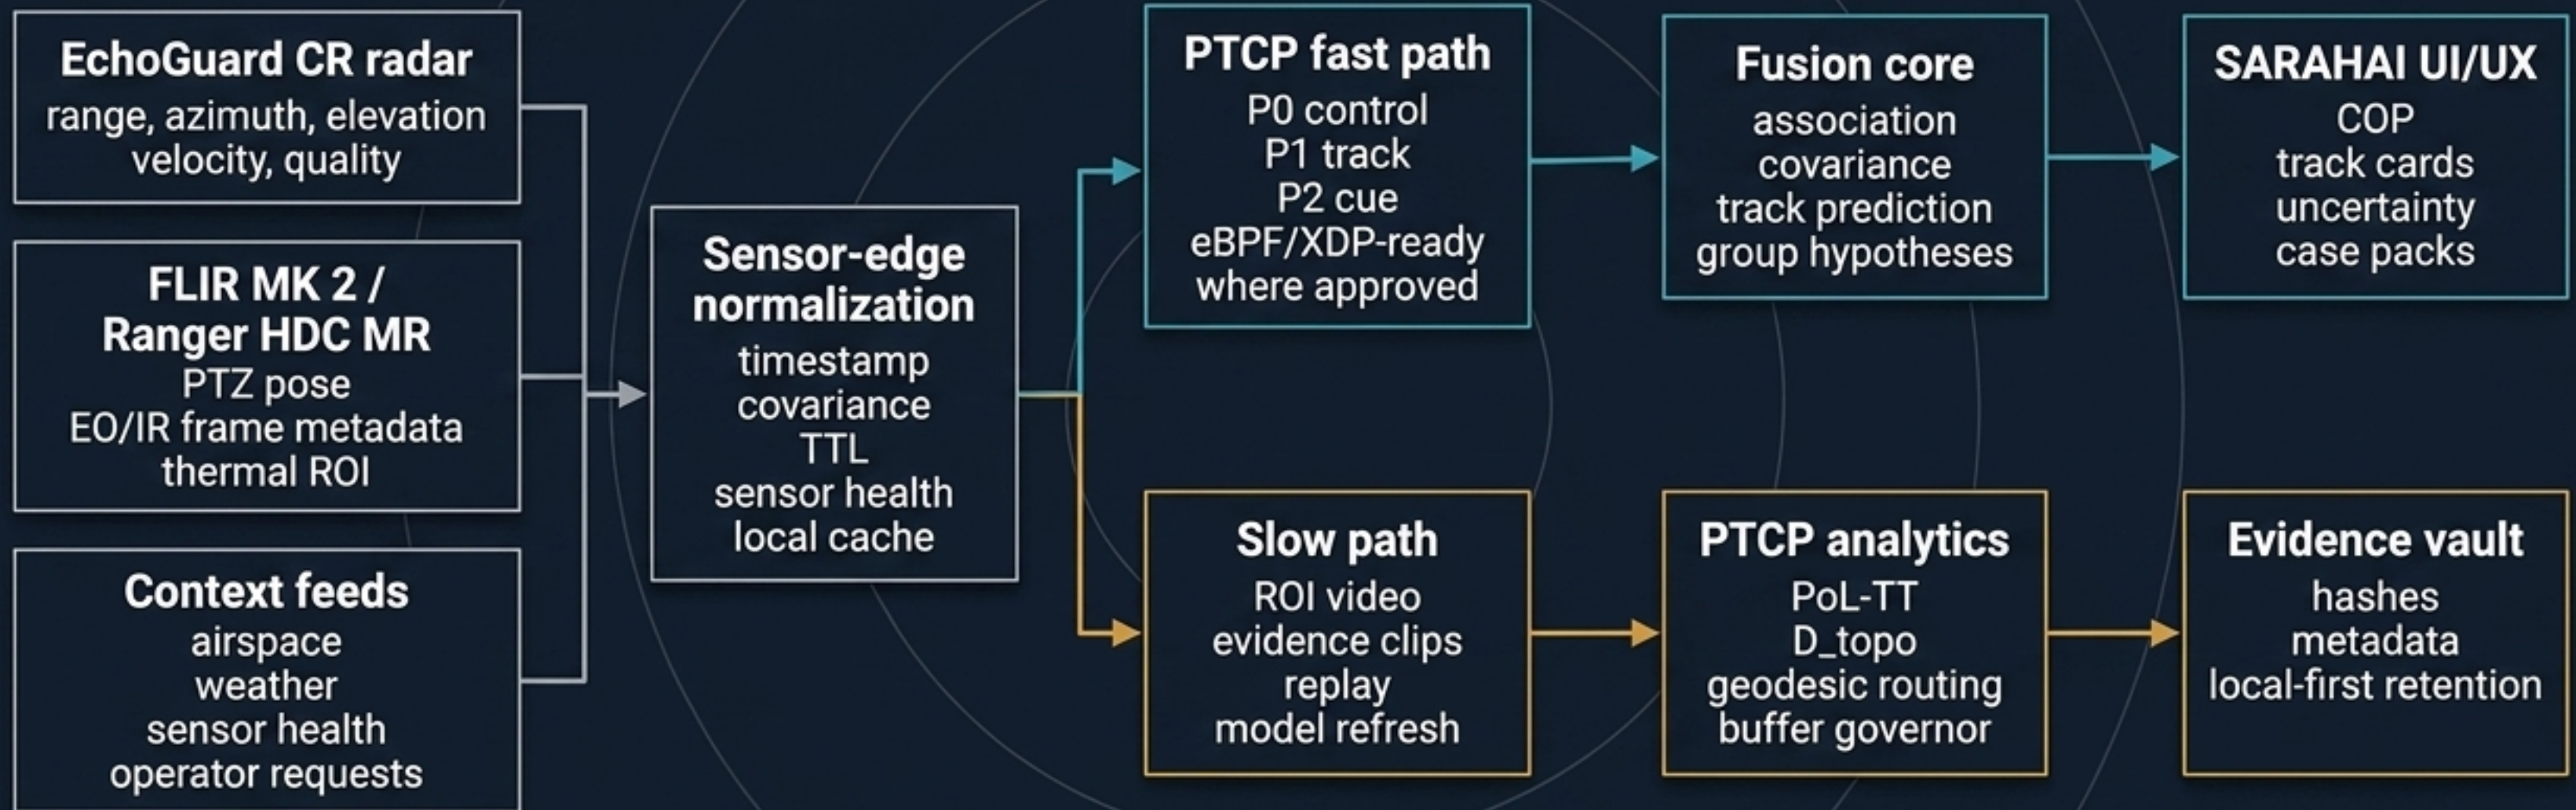 EchoGuard CR radar
range, azimuth, elevation
velocity, quality
FLIR MK 2 /
Ranger HDC MR
PTZ pose
EO/IR frame metadata
thermal ROI
Context feeds
airspace
weather
sensor health
operator requests
Sensor-edge
normalization
timestamp
covariance
TTL
sensor health
local cache
PTCP fast path
P0 control
P1 track
P2 cue
eBPF/XDP-ready
where approved
Fusion core
association
covariance
track prediction
group hypotheses
SARAHAI UI/UX
COP
track cards
uncertainty
case packs
Slow path
ROI video
evidence clips
replay
model refresh
PTCP analytics
PoL-TT
D_topo
geodesic routing
buffer governor
Evidence vault
hashes
metadata
local-first retention